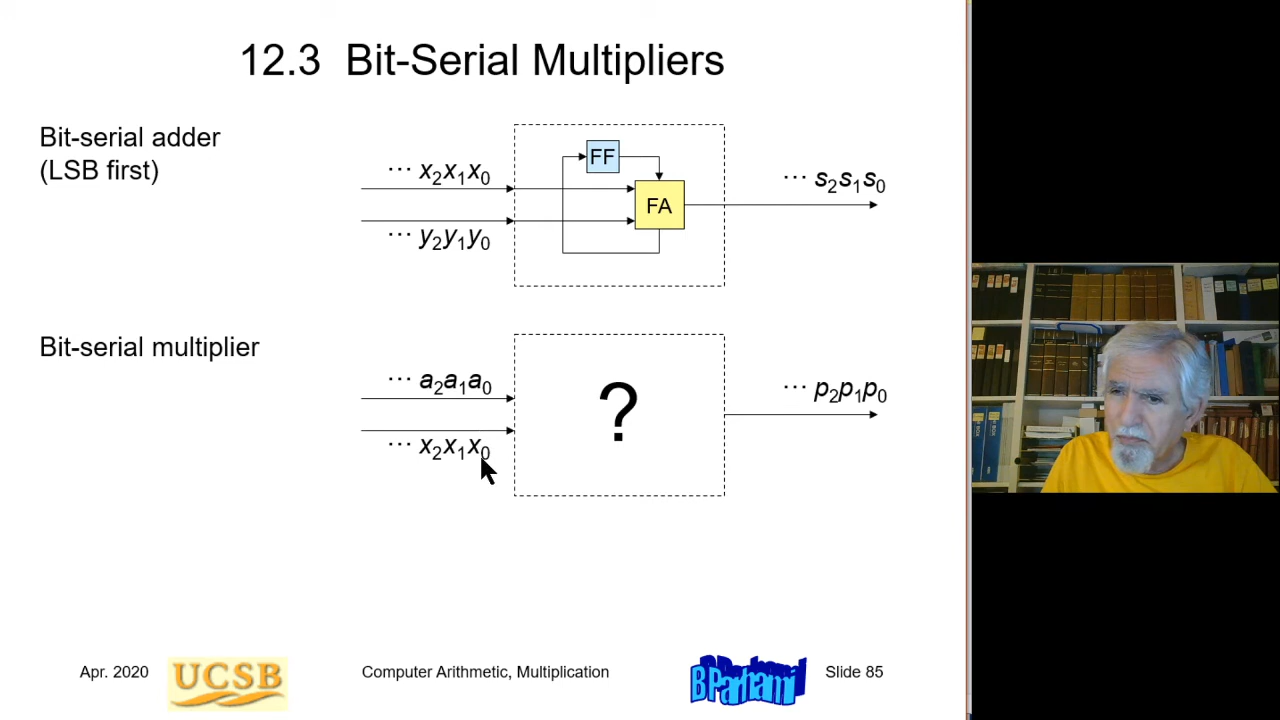 12.3 Bit-Serial Multipliers
Bit-serial adder
(LSB first)
⋯ x₂x₁x₀
⋯ y₂y₁y₀
FF
FA
⋯ s₂s₁s₀
Bit-serial multiplier
⋯ a₂a₁a₀
⋯ x₂x₁x₀
?
⋯ p₂p₁p₀
Apr. 2020
UCSB
Computer Arithmetic, Multiplication
B Parhami
Slide 85